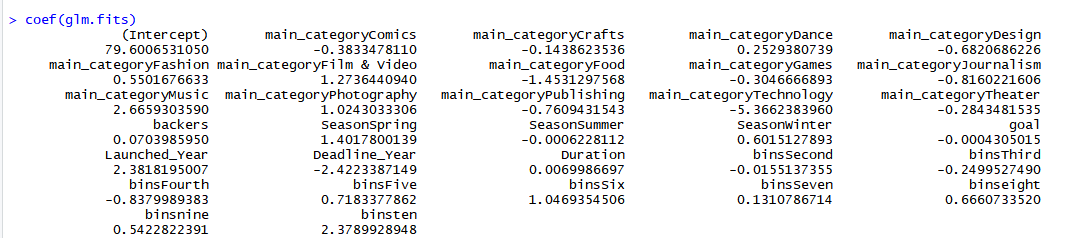 > coef(glm.fits)
(Intercept) main_categoryComics main_categoryCrafts main_categoryDance main_categoryDesign
79.6006531050 -0.3833478110 -0.1438623536 0.2529380739 -0.6820686226
main_categoryFashion main_categoryFilm & Video main_categoryFood main_categoryGames main_categoryJournalism
0.5501676633 1.2736440940 -1.4531297568 -0.3046666893 -0.8160221606
main_categoryMusic main_categoryPhotography main_categoryPublishing main_categoryTechnology main_categoryTheater
2.6659303590 1.0243033306 -0.7609431543 -5.3662383960 -0.2843481535
backers SeasonSpring SeasonSummer SeasonWinter goal
0.0703985950 1.4017800139 -0.0006228112 0.6015127893 -0.0004305015
Launched_Year Deadline_Year Duration binsSecond binsThird
2.3818195007 -2.4223387149 0.0069986697 -0.0155137355 -0.2499527490
binsFourth binsFive binsSix binsSeven binseight
-0.8379989383 0.7183377862 1.0469354506 0.1310786714 0.6660733520
binsnine binsten
0.5422822391 2.3789928948